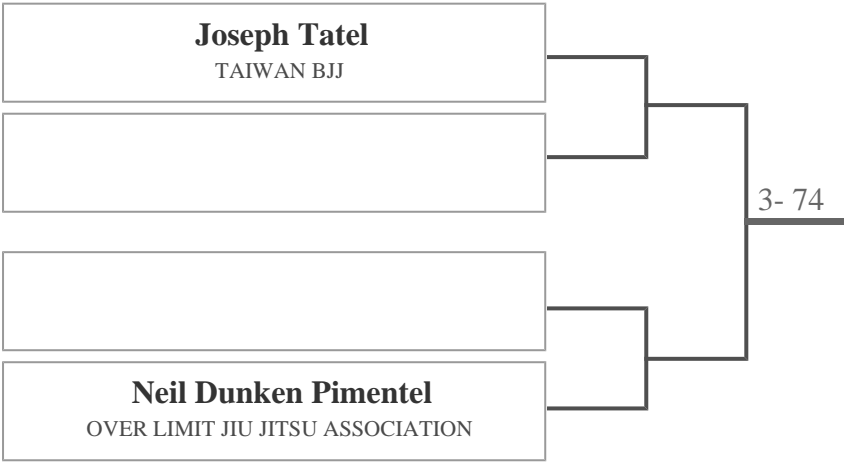 Joseph Tatel
TAIWAN BJJ
3- 74
Neil Dunken Pimentel
OVER LIMIT JIU JITSU ASSOCIATION